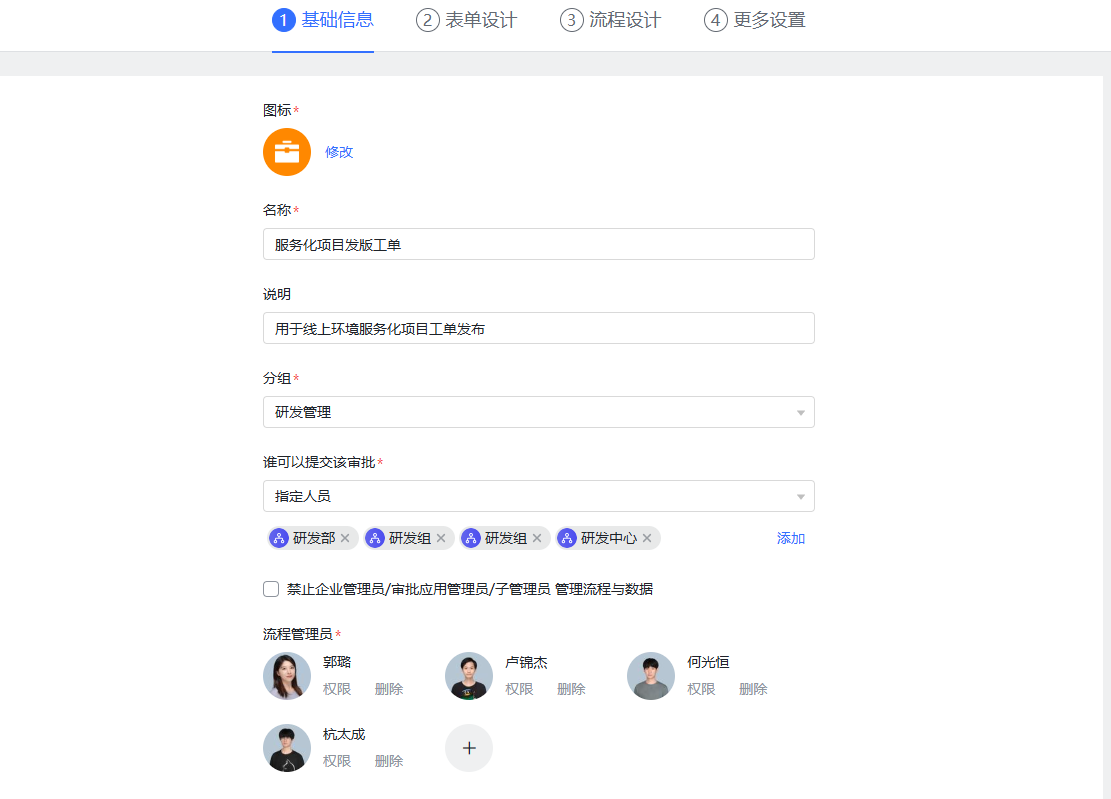 1 基础信息 2 表单设计 3 流程设计 4 更多设置
图标*
修改
名称*
服务化项目发版工单
说明
用于线上环境服务化项目工单发布
分组*
研发管理
谁可以提交该审批*
指定人员
研发部 × 研发组 × 研发组 × 研发中心 × 添加
禁止企业管理员/审批应用管理员/子管理员 管理流程与数据
流程管理员*
郭璐 卢锦杰 何光恒
权限 删除 权限 删除 权限 删除
杭太成
权限 删除